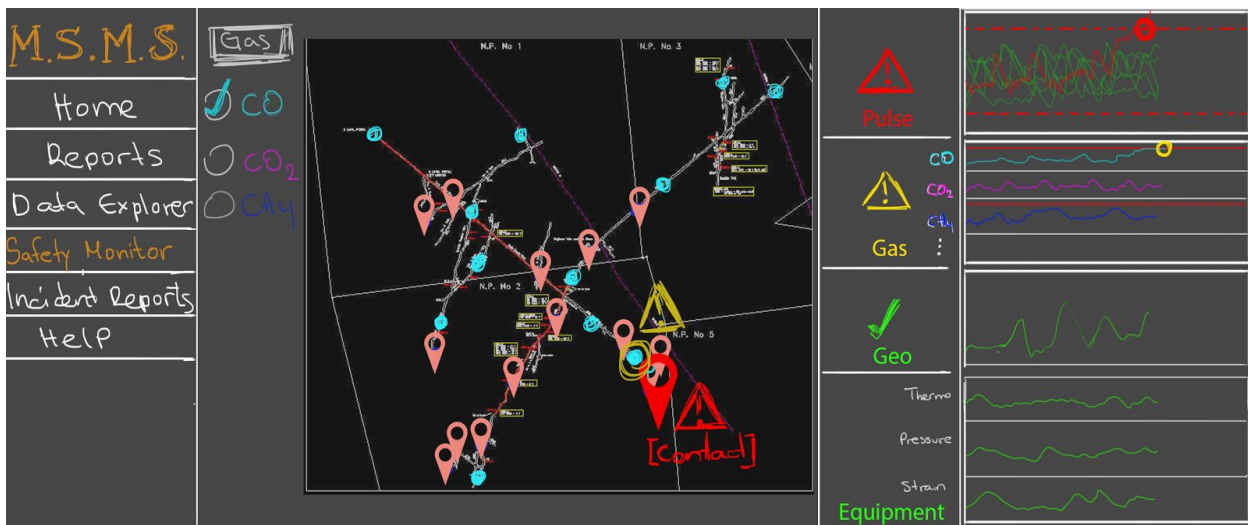 M.S.M.S.
Home
Reports
Data Explorer
Safety Monitor
Incident Reports
Help
Gas
CO
CO2
CH4
N.P. No 1
N.P. No 3
N.P. No 2
N.P. No 5
[Contact]
Pulse
CO
CO2
CH4
Gas
Geo
Thermo
Pressure
Strain
Equipment